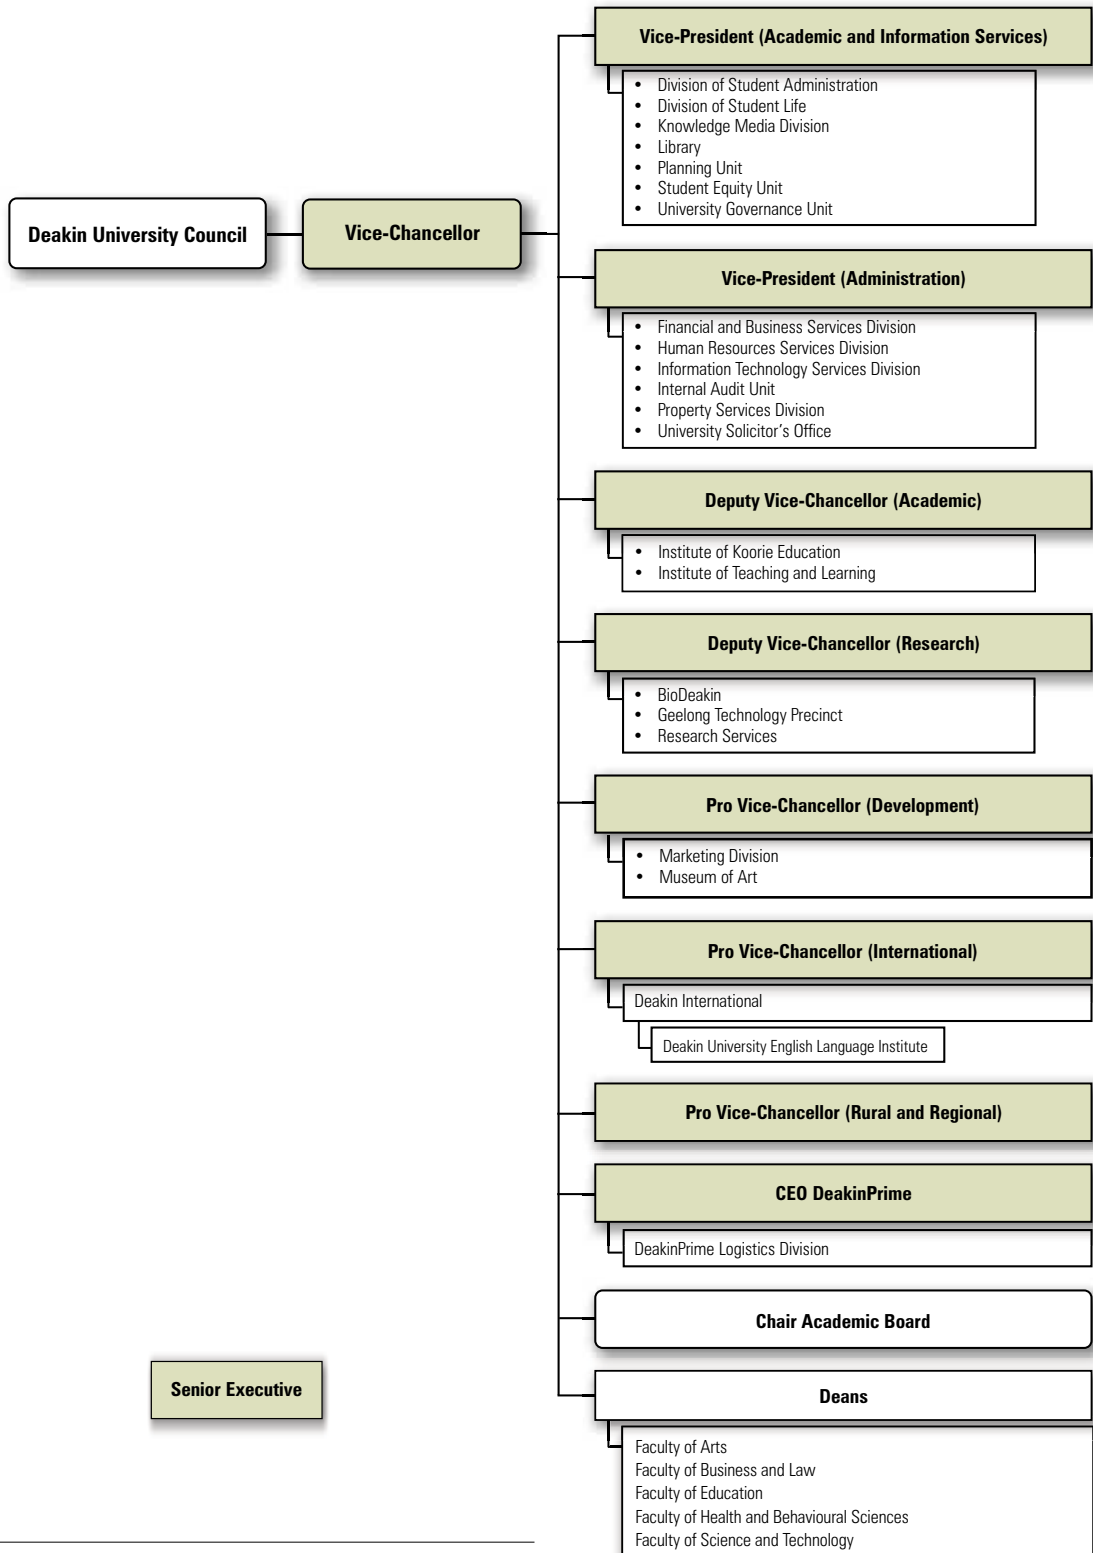 Deakin University Council
Vice-Chancellor
Vice-President (Academic and Information Services)
• Division of Student Administration
• Division of Student Life
• Knowledge Media Division
• Library
• Planning Unit
• Student Equity Unit
• University Governance Unit
Vice-President (Administration)
• Financial and Business Services Division
• Human Resources Services Division
• Information Technology Services Division
• Internal Audit Unit
• Property Services Division
• University Solicitor's Office
Deputy Vice-Chancellor (Academic)
• Institute of Koorie Education
• Institute of Teaching and Learning
Deputy Vice-Chancellor (Research)
• BioDeakin
• Geelong Technology Precinct
• Research Services
Pro Vice-Chancellor (Development)
• Marketing Division
• Museum of Art
Pro Vice-Chancellor (International)
Deakin International
Deakin University English Language Institute
Pro Vice-Chancellor (Rural and Regional)
CEO DeakinPrime
DeakinPrime Logistics Division
Chair Academic Board
Deans
Faculty of Arts
Faculty of Business and Law
Faculty of Education
Faculty of Health and Behavioural Sciences
Faculty of Science and Technology
Senior Executive